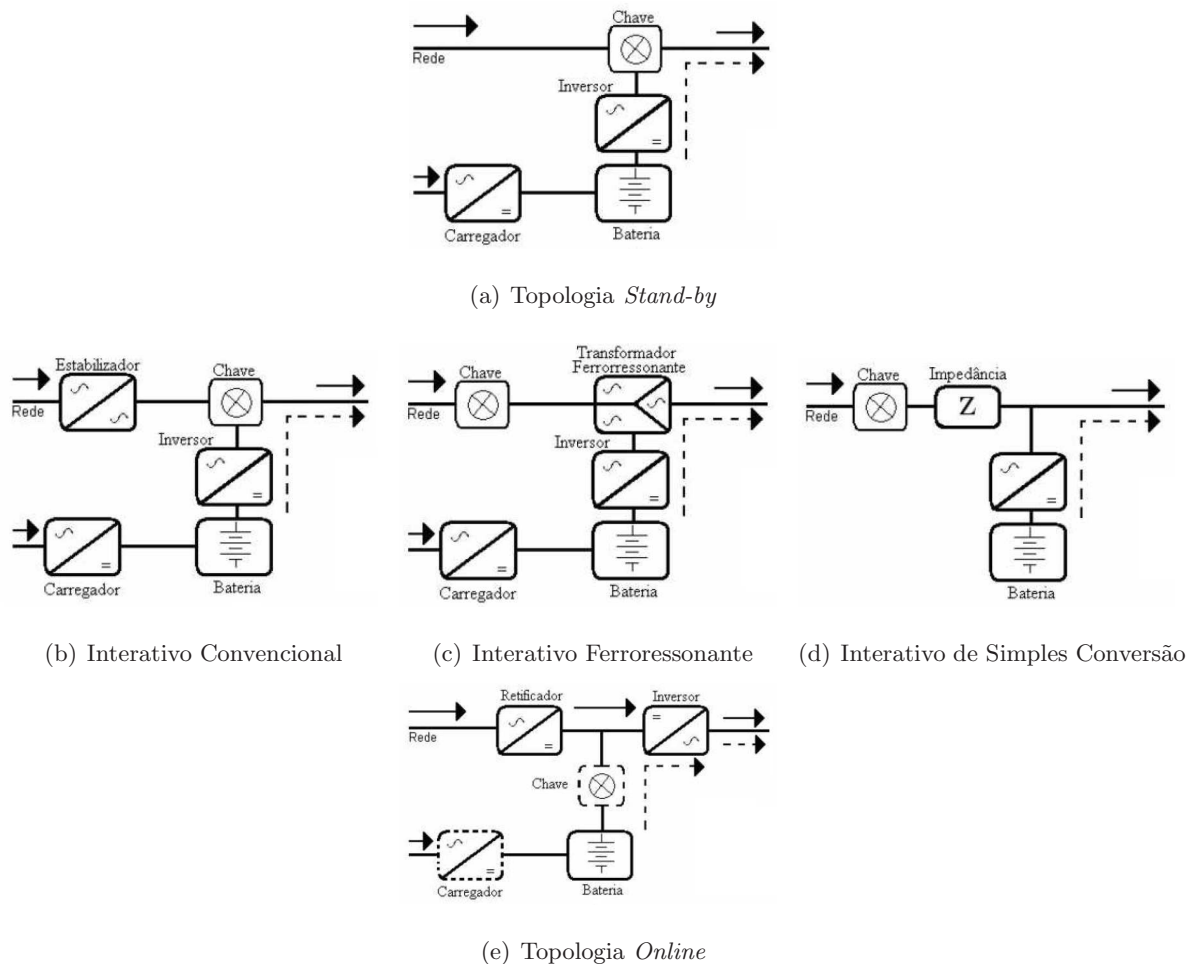 Chave
Rede
Inversor
=
=
Carregador
Bateria
(a) Topologia Stand-by
Estabilizador
Chave
Rede
Inversor
=
=
Carregador
Bateria
(b) Interativo Convencional
Transformador
Ferrorressonante
Chave
Rede
Inversor
=
=
Carregador
Bateria
(c) Interativo Ferroressonante
Chave
Impedância
Z
Rede
=
Bateria
(d) Interativo de Simples Conversão
Retificador
Inversor
=
=
Rede
Chave
=
Carregador
Bateria
(e) Topologia Online